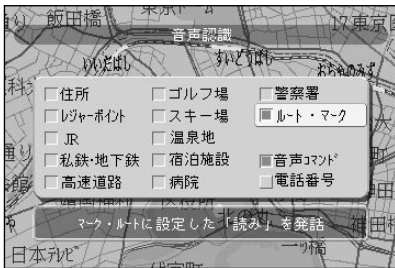 飯田橋
17東京
音声認識
いいだばし
すいどうばし
おちゃのみず
住所
ゴルフ場
警察署
レジャーポイント
スキー場
ルート・マーク
JR
温泉地
私鉄・地下鉄
宿泊施設
音声コマンド
高速道路
病院
電話番号
マーク・ルートに設定した「読み」を発話
日本テレビ
一ツ橋